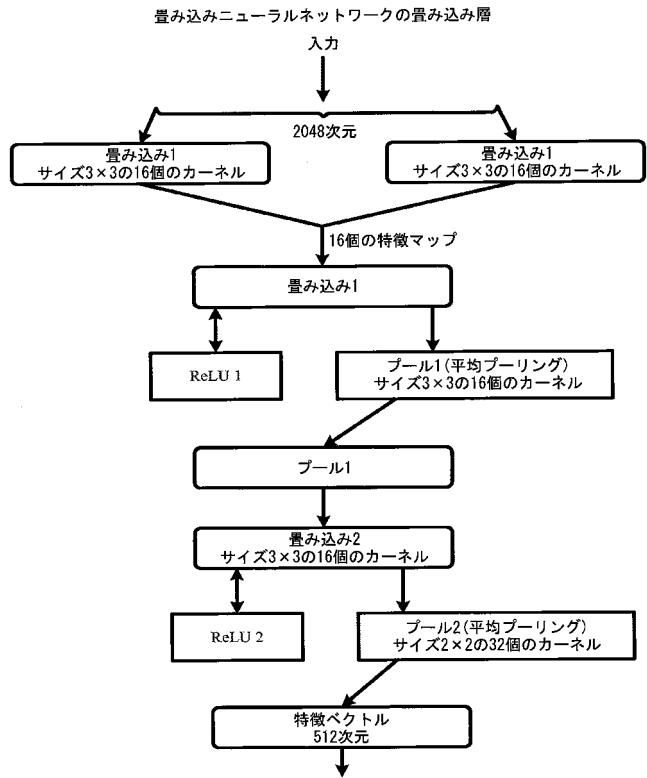 畳み込みニューラルネットワークの畳み込み層
入力
2048次元
畳み込み1
サイズ3×3の16個のカーネル
畳み込み1
サイズ3×3の16個のカーネル
16個の特徴マップ
畳み込み1
ReLU 1
プール1(平均プーリング)
サイズ3×3の16個のカーネル
プール1
畳み込み2
サイズ3×3の16個のカーネル
ReLU 2
プール2(平均プーリング)
サイズ2×2の32個のカーネル
特徴ベクトル
512次元